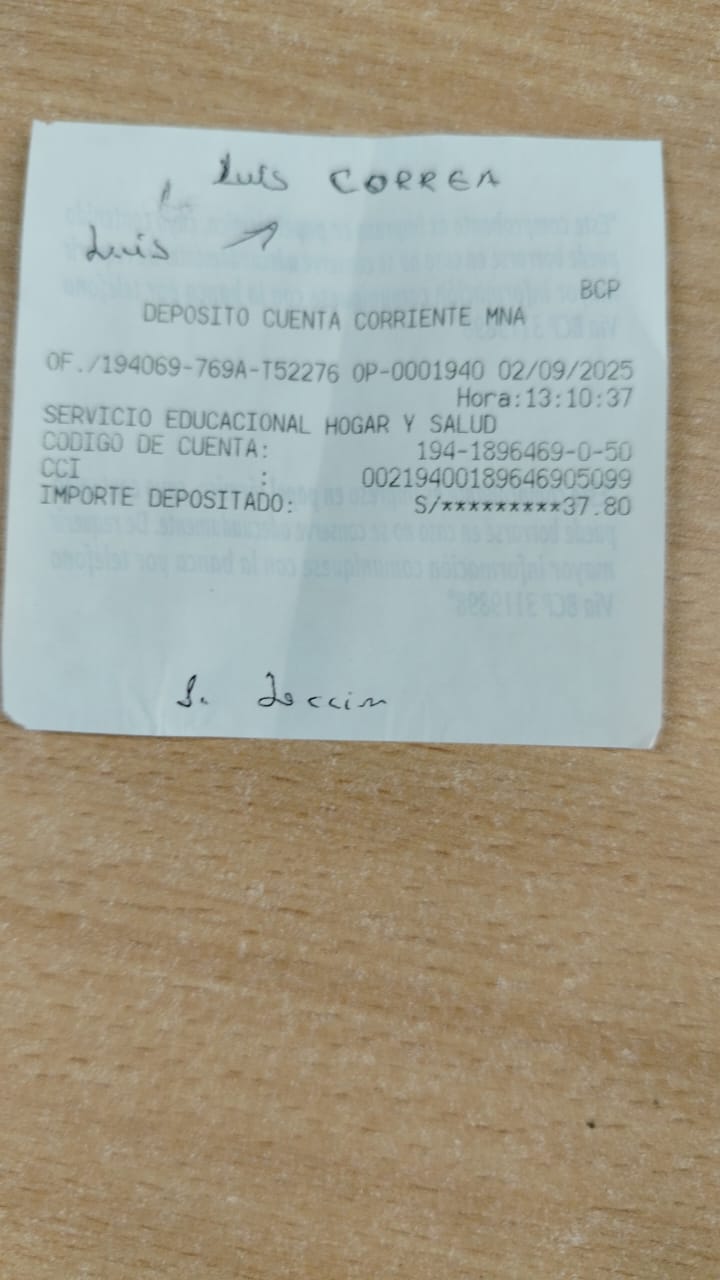 Luis CORREA
Luis
BCP
DEPOSITO CUENTA CORRIENTE MNA
OF./194069-769A-T52276 OP-0001940 02/09/2025
Hora:13:10:37
SERVICIO EDUCACIONAL HOGAR Y SALUD
CODIGO DE CUENTA: 194-1896469-0-50
CCI : 00219400189646905099
IMPORTE DEPOSITADO: S/*********37.80